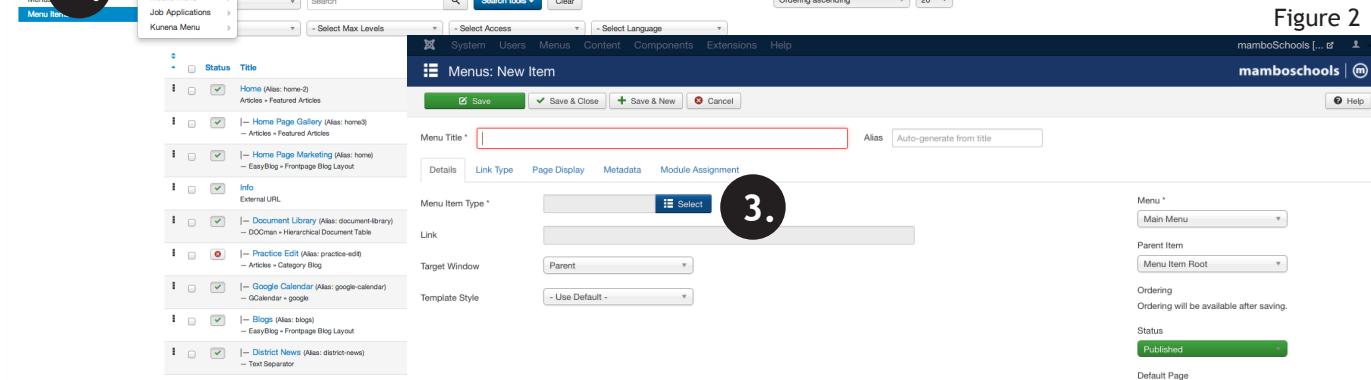 Menus
Menu Items
Job Applications
Kunena Menu
Search
Search tools
Clear
Ordering ascending
20
Figure 2
- Select Max Levels
- Select Access
- Select Language
System Users Menus Content Components Extensions Help
mamboSchools [...
Menus: New Item
mamboschools | m
Save
Save & Close
Save & New
Cancel
Help
Menu Title *
Alias
Auto-generate from title
Details
Link Type
Page Display
Metadata
Module Assignment
Menu Item Type *
Select
3.
Link
Target Window
Parent
Template Style
- Use Default -
Menu *
Main Menu
Parent Item
Menu Item Root
Ordering
Ordering will be available after saving.
Status
Published
Default Page
Status Title
Home (Alias: home-2)
Articles » Featured Articles
|— Home Page Gallery (Alias: home3)
— Articles » Featured Articles
|— Home Page Marketing (Alias: home)
— EasyBlog » Frontpage Blog Layout
Info
External URL
|— Document Library (Alias: document-library)
— DOCman » Hierarchical Document Table
|— Practice Edit (Alias: practice-edit)
— Articles » Category Blog
|— Google Calendar (Alias: google-calendar)
— GCalendar » google
|— Blogs (Alias: blogs)
— EasyBlog » Frontpage Blog Layout
|— District News (Alias: district-news)
— Text Separator